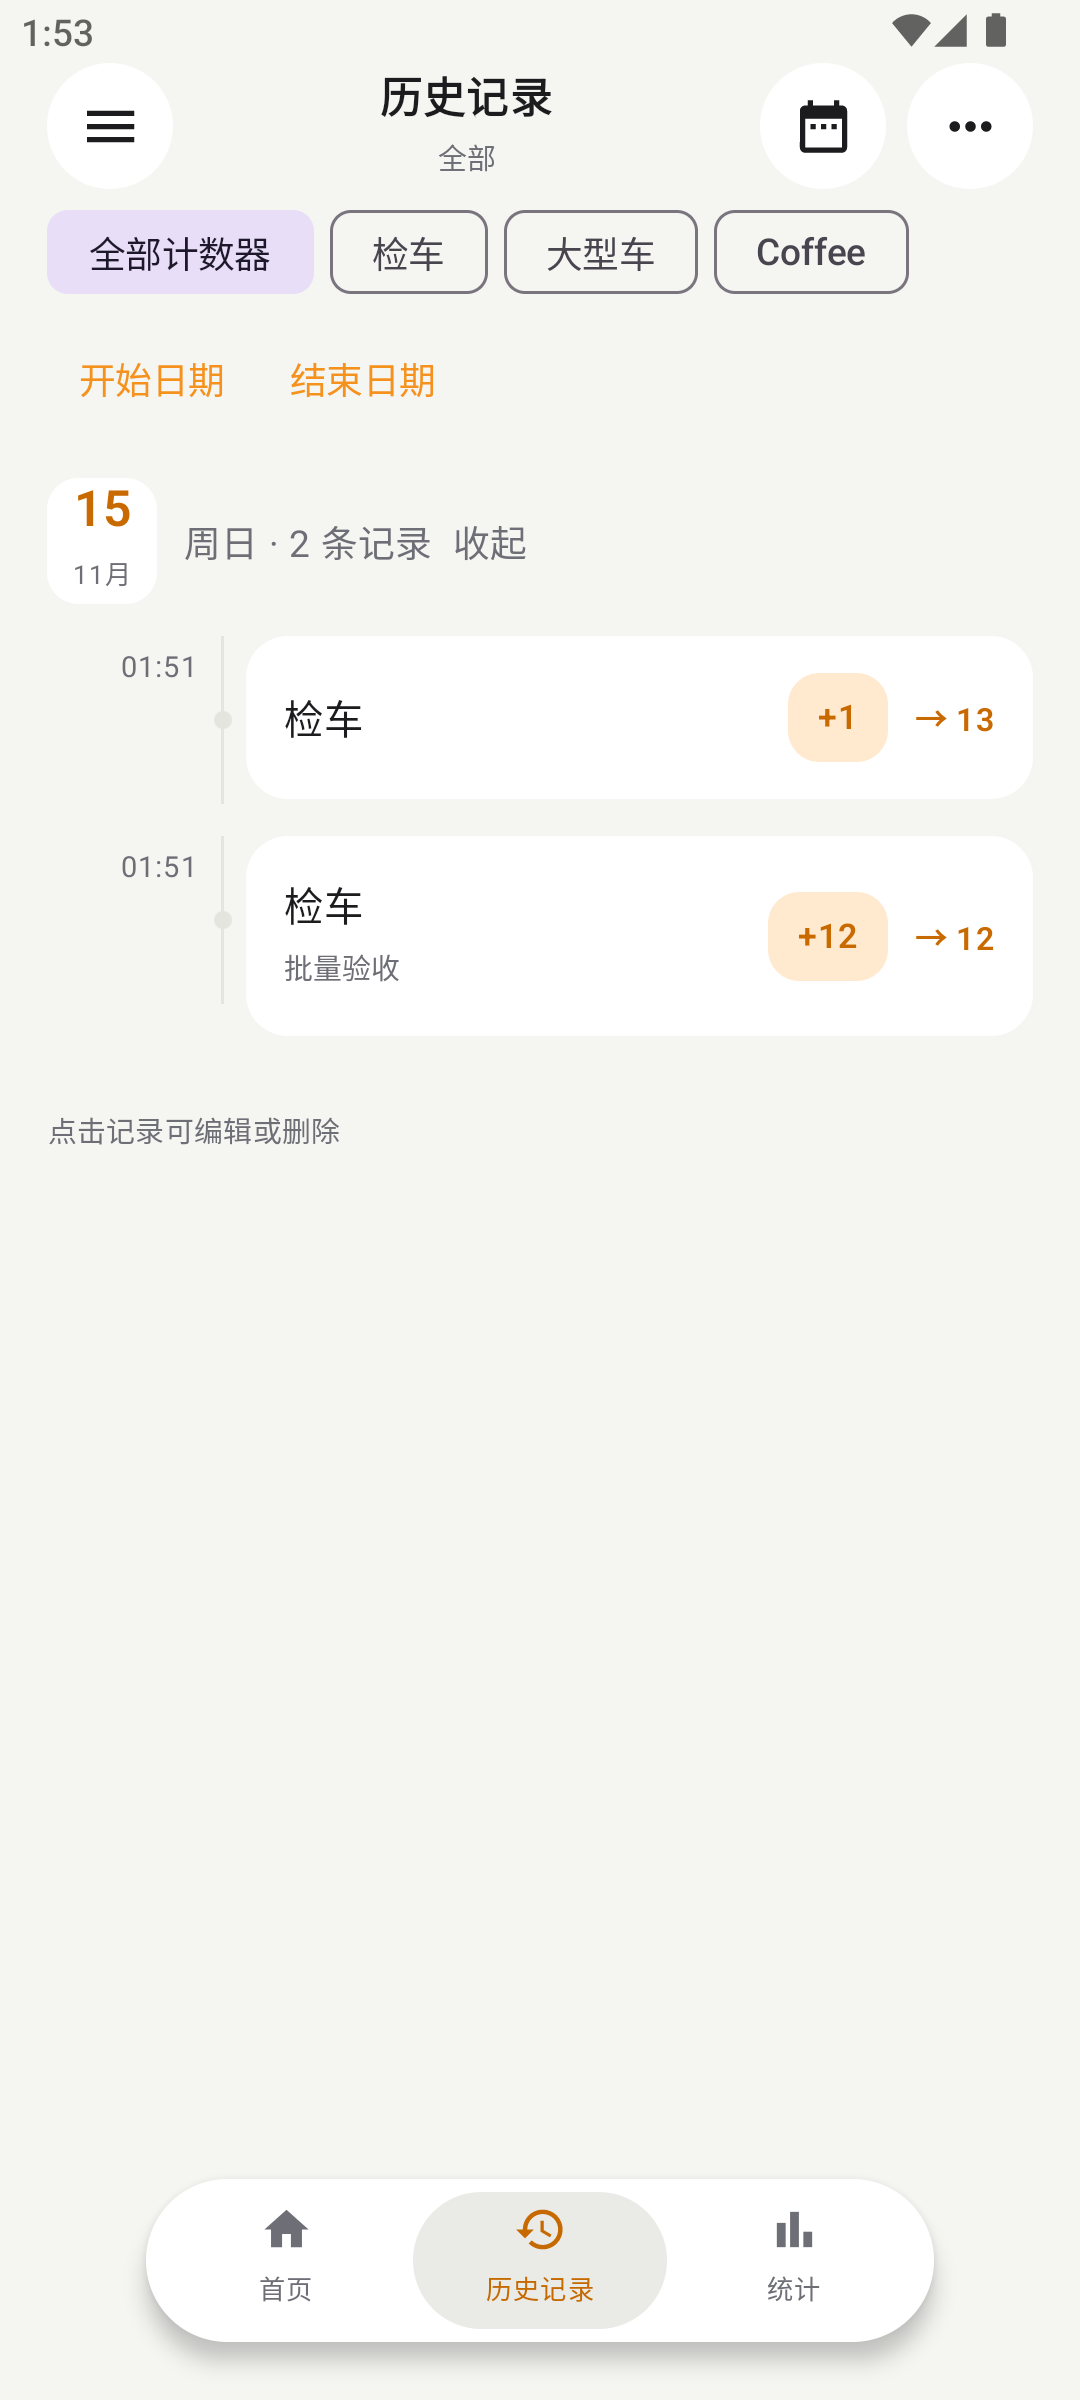 1:53
历史记录
全部
全部计数器 检车 大型车 Coffee
开始日期 结束日期
15
11月
周日 · 2 条记录 收起
01:51
检车
+1 → 13
01:51
检车
批量验收
+12 → 12
点击记录可编辑或删除
首页 历史记录 统计